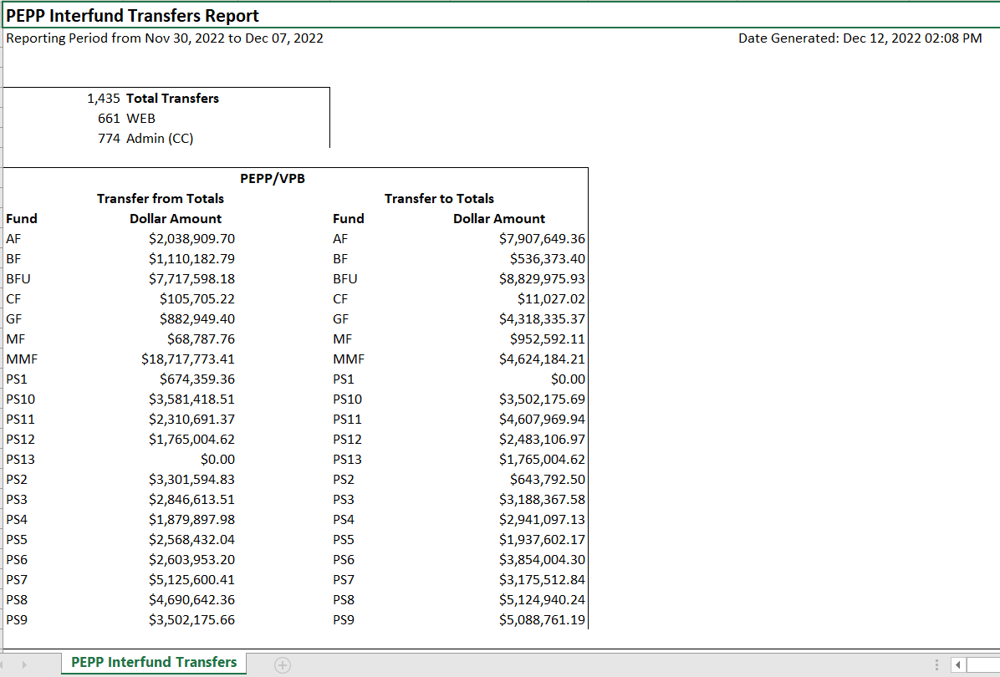 PEPP Interfund Transfers Report
Reporting Period from Nov 30, 2022 to Dec 07, 2022 Date Generated: Dec 12, 2022 02:08 PM
1,435 Total Transfers
661 WEB
774 Admin (CC)
PEPP/VPB
Transfer from Totals Transfer to Totals
Fund Dollar Amount Fund Dollar Amount
AF $2,038,909.70 AF $7,907,649.36
BF $1,110,182.79 BF $536,373.40
BFU $7,717,598.18 BFU $8,829,975.93
CF $105,705.22 CF $11,027.02
GF $882,949.40 GF $4,318,335.37
MF $68,787.76 MF $952,592.11
MMF $18,717,773.41 MMF $4,624,184.21
PS1 $674,359.36 PS1 $0.00
PS10 $3,581,418.51 PS10 $3,502,175.69
PS11 $2,310,691.37 PS11 $4,607,969.94
PS12 $1,765,004.62 PS12 $2,483,106.97
PS13 $0.00 PS13 $1,765,004.62
PS2 $3,301,594.83 PS2 $643,792.50
PS3 $2,846,613.51 PS3 $3,188,367.58
PS4 $1,879,897.98 PS4 $2,941,097.13
PS5 $2,568,432.04 PS5 $1,937,602.17
PS6 $2,603,953.20 PS6 $3,854,004.30
PS7 $5,125,600.41 PS7 $3,175,512.84
PS8 $4,690,642.36 PS8 $5,124,940.24
PS9 $3,502,175.66 PS9 $5,088,761.19
PEPP Interfund Transfers